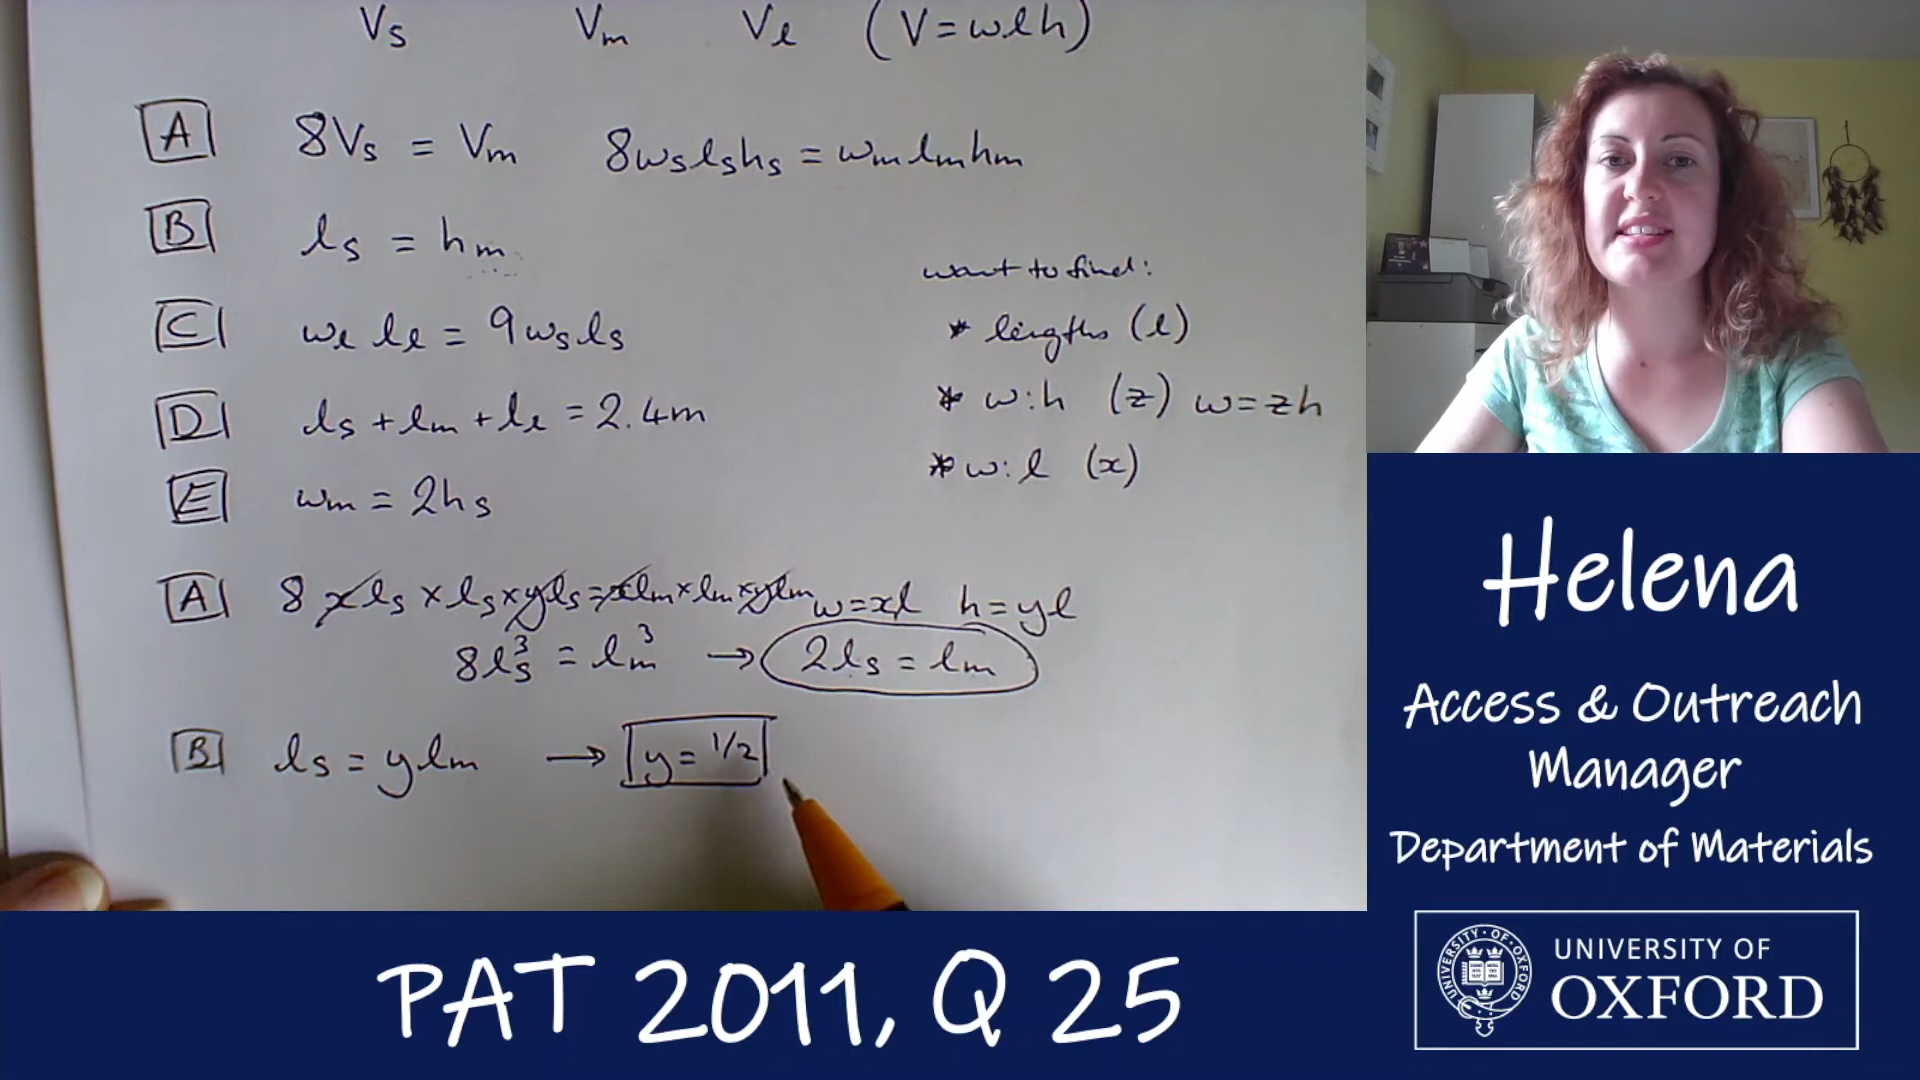 Vs Vm Vl (V=wlh)
A 8Vs = Vm 8wslshs = wmlmhm
B ls = hm
C wl ll = 9wsls
D ls + lm + ll = 2.4m
E wm = 2hs
want to find:
* lengths (l)
* w:h (z) w=zh
* w:l (x)
A 8 xls × ls × yls = xlm × lm × ylm w=xl h=yl
8ls³ = lm³ → 2ls = lm
B ls = ylm → y = 1/2
Helena
Access & Outreach
Manager
Department of Materials
UNIVERSITY OF
OXFORD
PAT 2011, Q 25